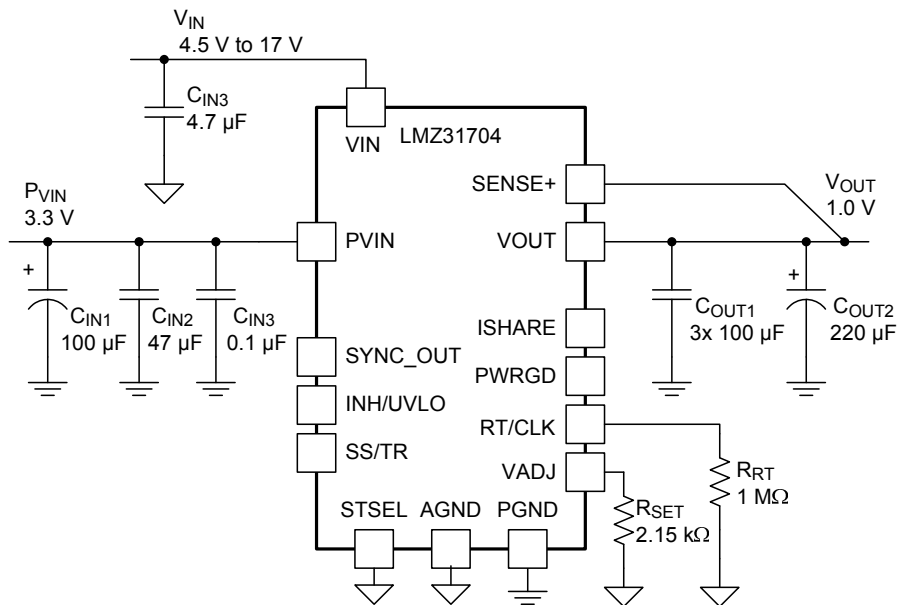 VIN
4.5 V to 17 V
CIN3
4.7 µF
VIN
LMZ31704
SENSE+
VOUT
1.0 V
PVIN
3.3 V
PVIN
VOUT
+
CIN1
100 µF
CIN2
47 µF
CIN3
0.1 µF
COUT1
3x 100 µF
+
COUT2
220 µF
ISHARE
SYNC_OUT
PWRGD
INH/UVLO
RT/CLK
SS/TR
VADJ
RRT
1 MΩ
STSEL
AGND
PGND
RSET
2.15 kΩ